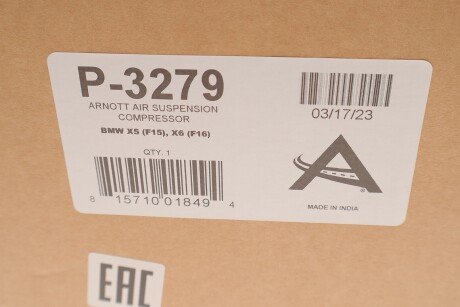 P-3279
ARNOTT AIR SUSPENSION
COMPRESSOR
BMW X5 (F15), X6 (F16)
QTY. 1
8 15710 01849 4
03/17/23
A
®
MADE IN INDIA
EAC